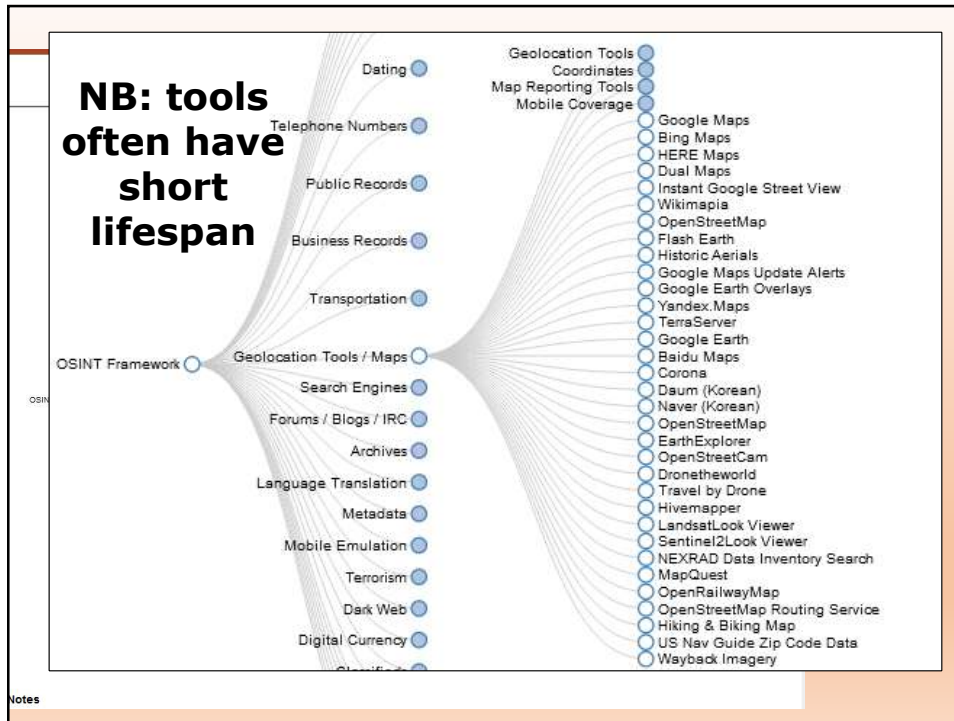 NB: tools
often have
short
lifespan
OSINT Framework
OSIN
Dating
Telephone Numbers
Public Records
Business Records
Transportation
Geolocation Tools / Maps
Search Engines
Forums / Blogs / IRC
Archives
Language Translation
Metadata
Mobile Emulation
Terrorism
Dark Web
Digital Currency
Geolocation Tools
Coordinates
Map Reporting Tools
Mobile Coverage
Google Maps
Bing Maps
HERE Maps
Dual Maps
Instant Google Street View
Wikimapia
OpenStreetMap
Flash Earth
Historic Aerials
Google Maps Update Alerts
Google Earth Overlays
Yandex.Maps
TerraServer
Google Earth
Baidu Maps
Corona
Daum (Korean)
Naver (Korean)
OpenStreetMap
EarthExplorer
OpenStreetCam
Dronetheworld
Travel by Drone
Hivemapper
LandsatLook Viewer
Sentinel2Look Viewer
NEXRAD Data Inventory Search
MapQuest
OpenRailwayMap
OpenStreetMap Routing Service
Hiking & Biking Map
US Nav Guide Zip Code Data
Wayback Imagery
Notes